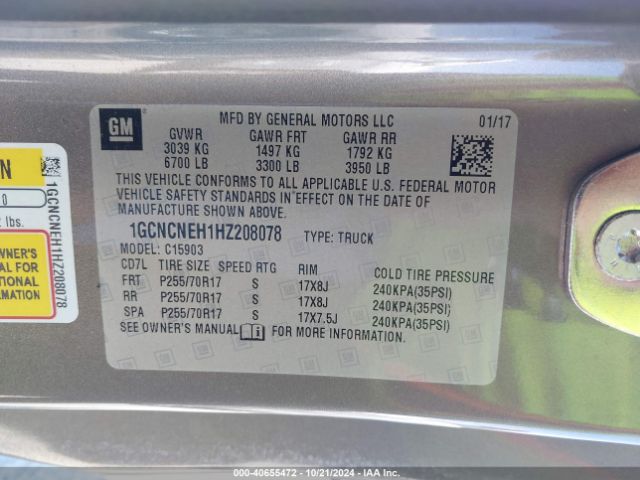 GM
MFD BY GENERAL MOTORS LLC 01/17
GVWR GAWR FRT GAWR RR
3039 KG 1497 KG 1792 KG
6700 LB 3300 LB 3950 LB
THIS VEHICLE CONFORMS TO ALL APPLICABLE U.S. FEDERAL MOTOR
VEHICLE SAFETY STANDARDS IN EFFECT ON THE DATE OF
MANUFACTURE SHOWN ABOVE.
1GCNCNEH1HZ208078 TYPE: TRUCK
MODEL: C15903
CD7L TIRE SIZE SPEED RTG RIM COLD TIRE PRESSURE
FRT P255/70R17 S 17X8J 240KPA(35PSI)
RR P255/70R17 S 17X8J 240KPA(35PSI)
SPA P255/70R17 S 17X7.5J 240KPA(35PSI)
SEE OWNER'S MANUAL FOR MORE INFORMATION.
N
0
lbs.
OWNER'S
FOR
ONAL
RMATION
1GCNCNEH1HZ208078
000-40655472 - 10/21/2024 - IAA Inc.